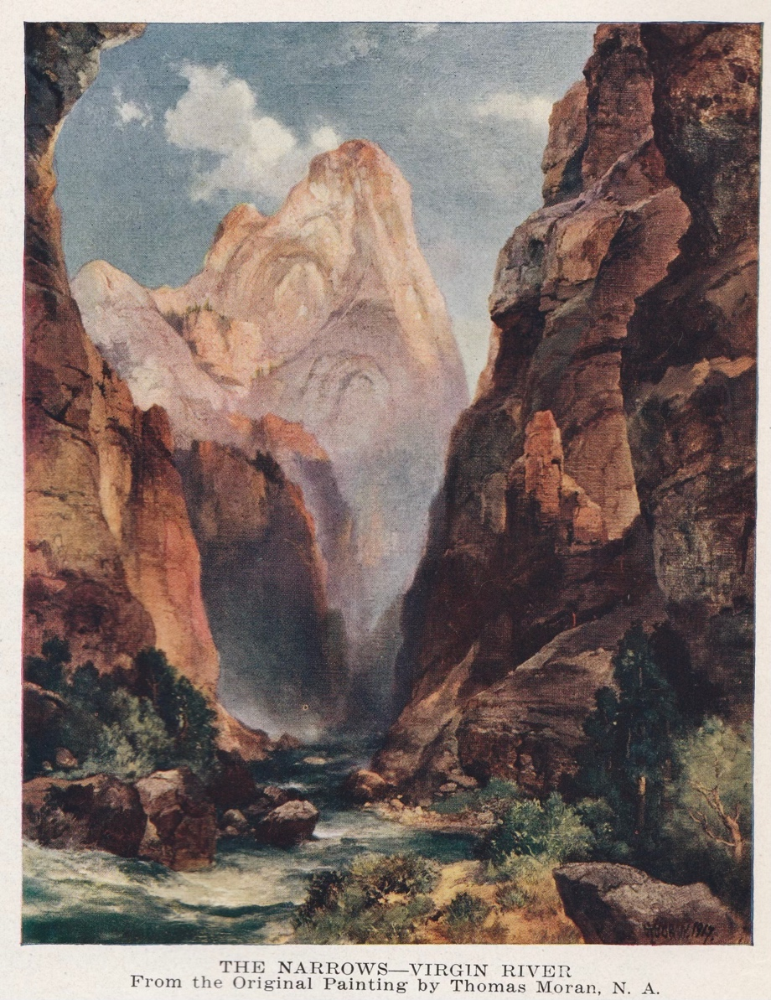 THE NARROWS—VIRGIN RIVER
From the Original Painting by Thomas Moran, N. A.